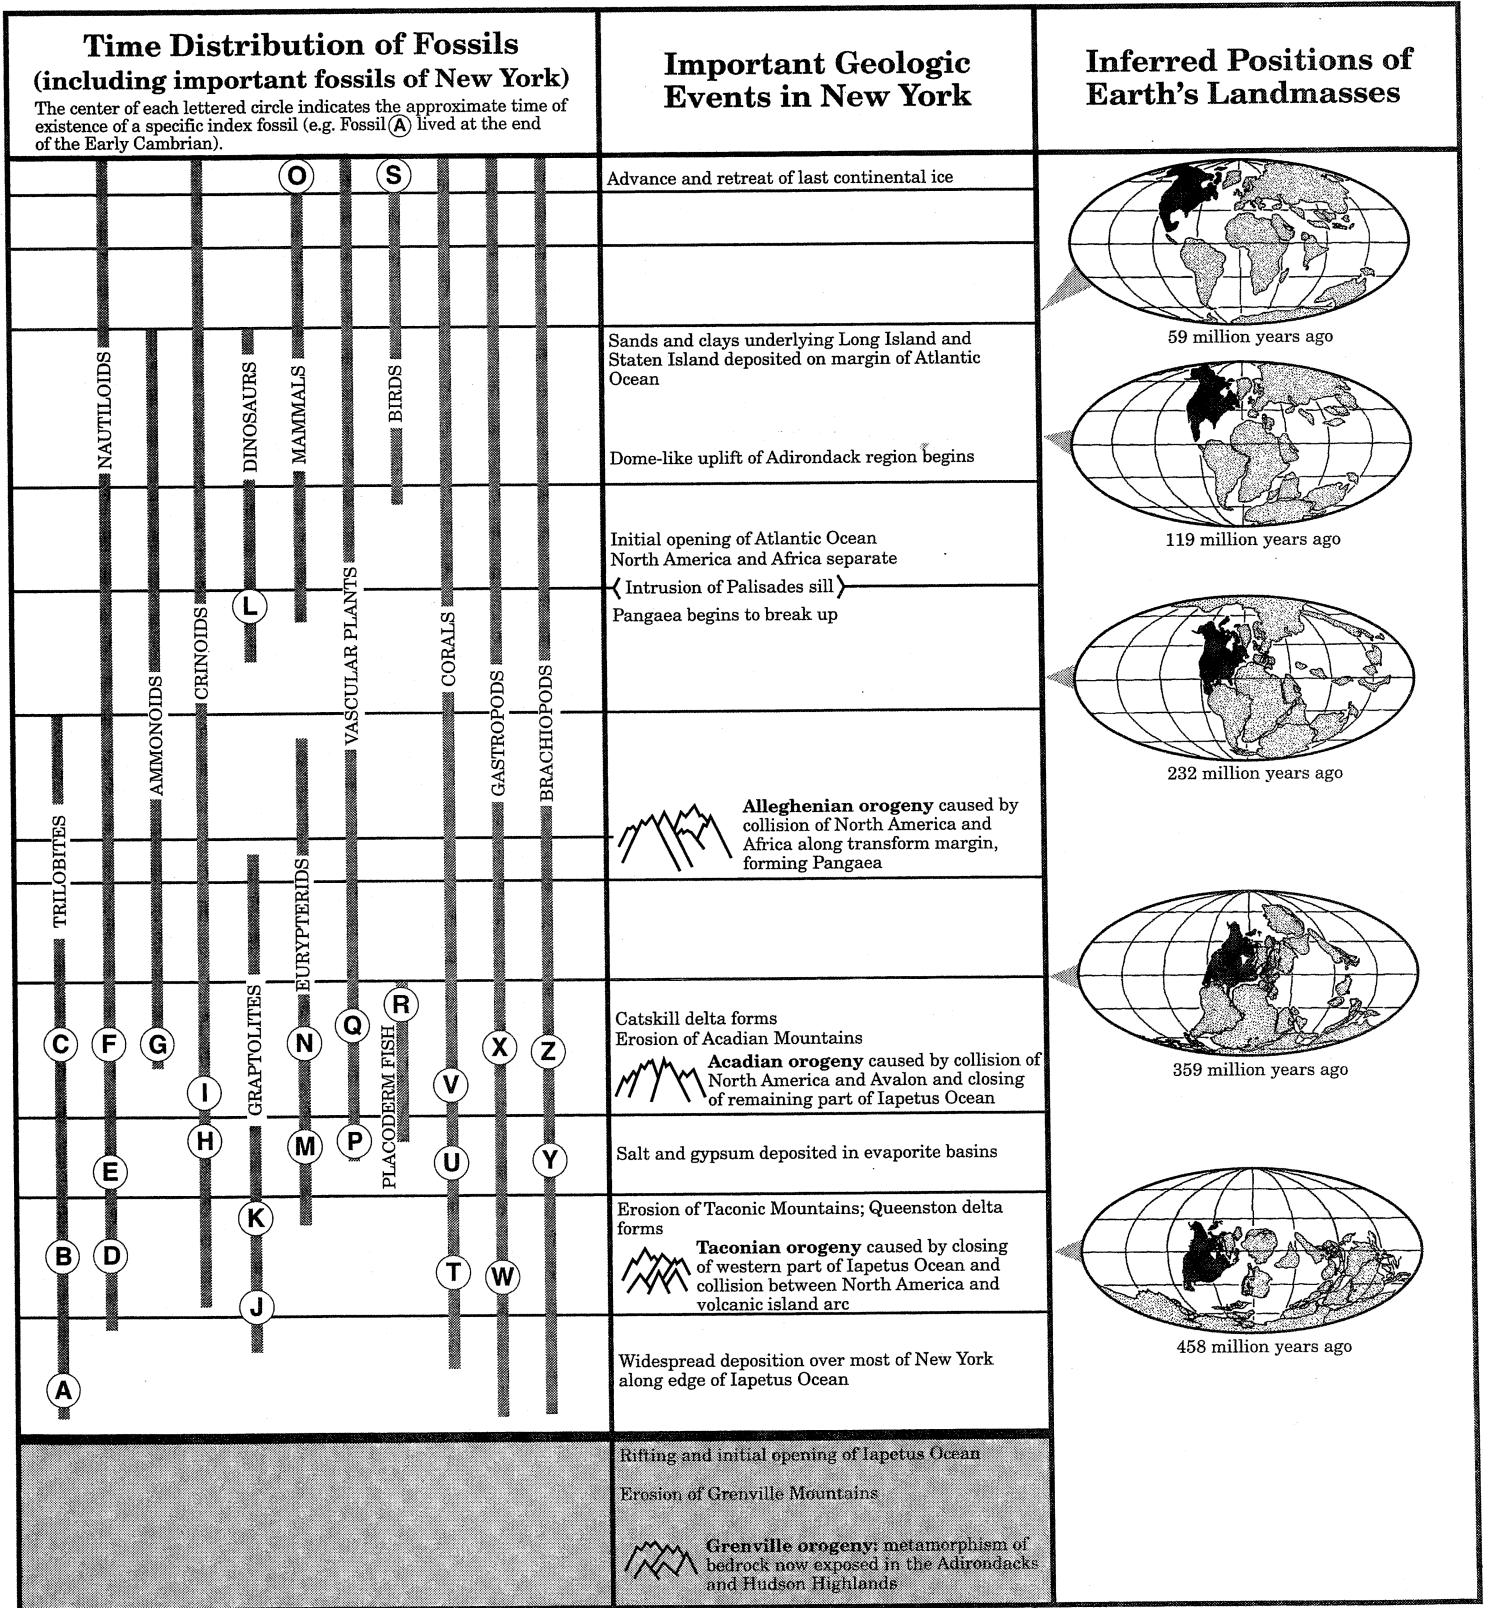 Time Distribution of Fossils
(including important fossils of New York)
The center of each lettered circle indicates the approximate time of
existence of a specific index fossil (e.g. Fossil Ⓐ lived at the end
of the Early Cambrian).
Important Geologic
Events in New York
Inferred Positions of
Earth's Landmasses
O
S
NAUTILOIDS
DINOSAURS
MAMMALS
BIRDS
L
CRINOIDS
VASCULAR PLANTS
CORALS
AMMONOIDS
GASTROPODS
BRACHIOPODS
TRILOBITES
EURYPTERIDS
GRAPTOLITES
PLACODERM FISH
R
Q
C
F
G
N
X
Z
I
V
H
M
P
U
Y
E
K
B
D
T
W
J
A
Advance and retreat of last continental ice
Sands and clays underlying Long Island and
Staten Island deposited on margin of Atlantic
Ocean
Dome-like uplift of Adirondack region begins
Initial opening of Atlantic Ocean
North America and Africa separate
Intrusion of Palisades sill
Pangaea begins to break up
Alleghenian orogeny caused by
collision of North America and
Africa along transform margin,
forming Pangaea
Catskill delta forms
Erosion of Acadian Mountains
Acadian orogeny caused by collision of
North America and Avalon and closing
of remaining part of Iapetus Ocean
Salt and gypsum deposited in evaporite basins
Erosion of Taconic Mountains; Queenston delta
forms
Taconian orogeny caused by closing
of western part of Iapetus Ocean and
collision between North America and
volcanic island arc
Widespread deposition over most of New York
along edge of Iapetus Ocean
Rifting and initial opening of Iapetus Ocean
Erosion of Grenville Mountains
Grenville orogeny: metamorphism of
bedrock now exposed in the Adirondacks
and Hudson Highlands
59 million years ago
119 million years ago
232 million years ago
359 million years ago
458 million years ago